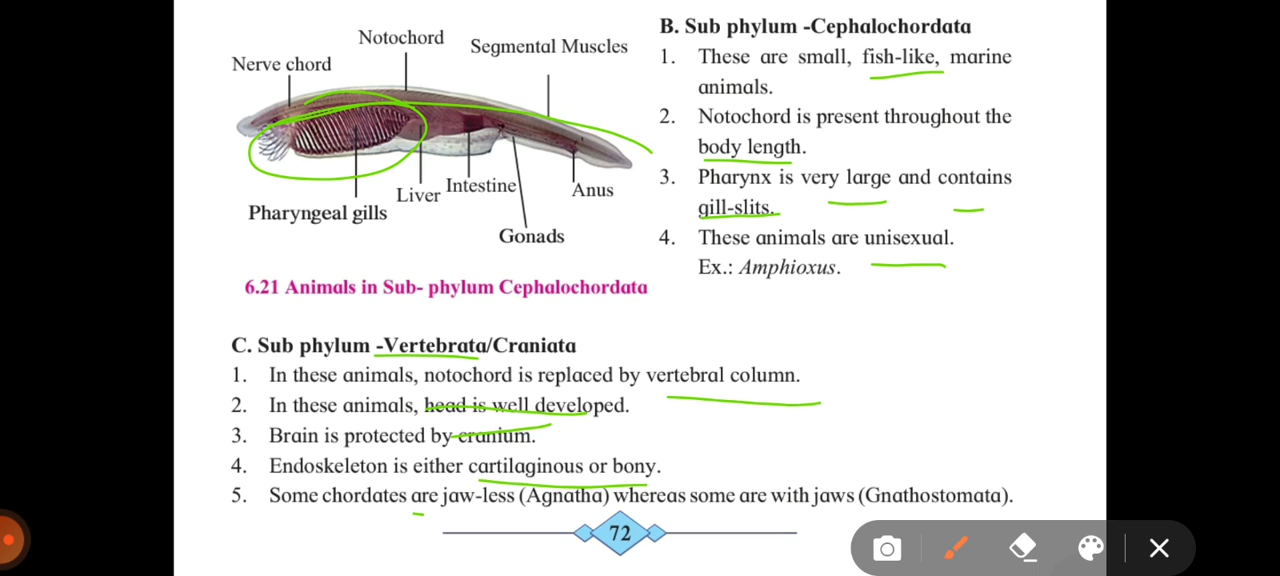 Notochord
Segmental Muscles
Nerve chord
Liver
Intestine
Anus
Pharyngeal gills
Gonads
6.21 Animals in Sub- phylum Cephalochordata
B. Sub phylum -Cephalochordata
1. These are small, fish-like, marine
animals.
2. Notochord is present throughout the
body length.
3. Pharynx is very large and contains
gill-slits.
4. These animals are unisexual.
Ex.: Amphioxus.
C. Sub phylum -Vertebrata/Craniata
1. In these animals, notochord is replaced by vertebral column.
2. In these animals, head is well developed.
3. Brain is protected by cranium.
4. Endoskeleton is either cartilaginous or bony.
5. Some chordates are jaw-less (Agnatha) whereas some are with jaws (Gnathostomata).
72